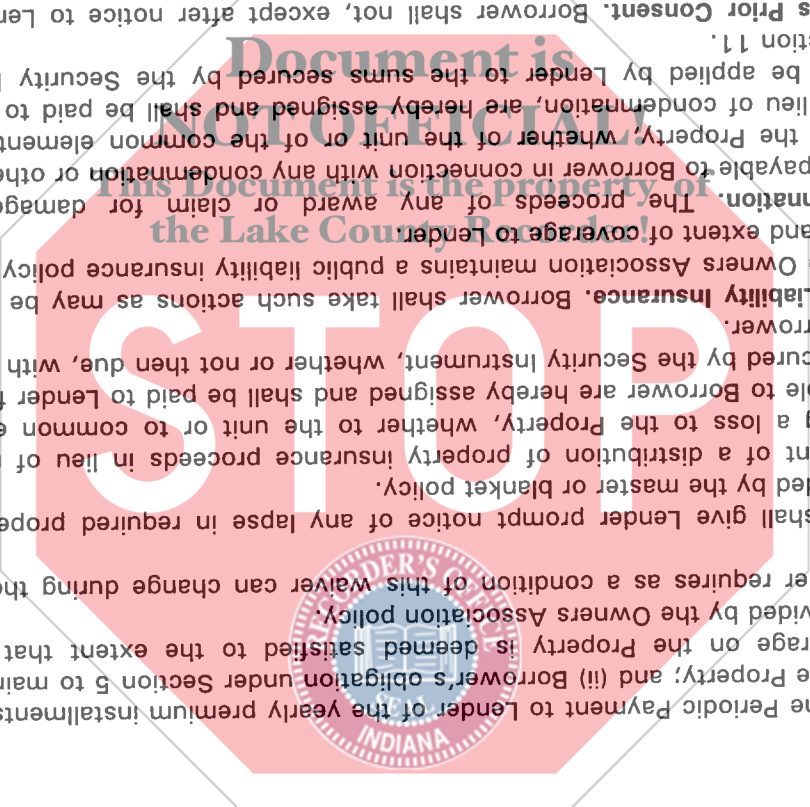 Document is
NOT OFFICIAL!
This Document is the property of
the Lake County Recorder!
STOP
RECORDER'S OFFICE
SEAL
INDIANA
he Periodic Payment to Lender of the yearly premium installments
e Property; and (ii) Borrower's obligation under Section 5 to main
erage on the Property is deemed satisfied to the extent that
vided by the Owners Association policy.
er requires as a condition of this waiver can change during th
shall give Lender prompt notice of any lapse in required prope
ded by the master or blanket policy.
nt of a distribution of property insurance proceeds in lieu of
g a loss to the Property, whether to the unit or to common e
le to Borrower are hereby assigned and shall be paid to Lender f
cured by the Security Instrument, whether or not then due, with
rrower.
Liability Insurance. Borrower shall take such actions as may be
Owners Association maintains a public liability insurance policy
and extent of coverage to Lender.
nnation. The proceeds of any award or claim for damage
payable to Borrower in connection with any condemnation or othe
the Property, whether of the unit or of the common element
lieu of condemnation, are hereby assigned and shall be paid to
be applied by Lender to the sums secured by the Security
ction 11.
s Prior Consent. Borrower shall not, except after notice to Len